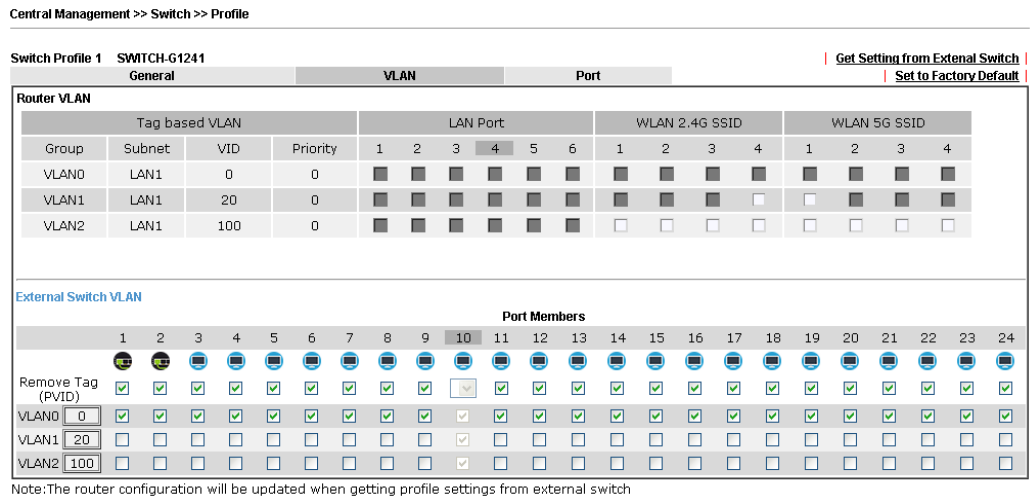 Central Management >> Switch >> Profile
Switch Profile 1 SWITCH-G1241
| Get Setting from Extenal Switch |
General VLAN Port
| Set to Factory Default |
Router VLAN
Tag based VLAN LAN Port WLAN 2.4G SSID WLAN 5G SSID
Group Subnet VID Priority 1 2 3 4 5 6 1 2 3 4 1 2 3 4
VLAN0 LAN1 0 0
VLAN1 LAN1 20 0
VLAN2 LAN1 100 0
External Switch VLAN
Port Members
1 2 3 4 5 6 7 8 9 10 11 12 13 14 15 16 17 18 19 20 21 22 23 24
Remove Tag
(PVID)
VLAN0 0
VLAN1 20
VLAN2 100
Note:The router configuration will be updated when getting profile settings from external switch